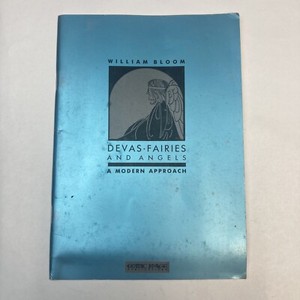 WILLIAM BLOOM
DEVAS-FAIRIES
AND ANGELS
A MODERN APPROACH